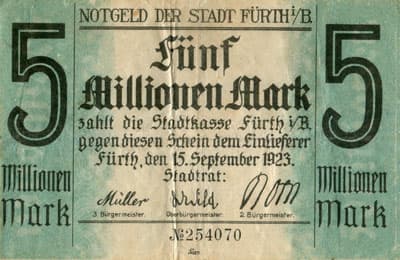 NOTGELD DER STADT FÜRTH i/B.
5
5
Fünf
Millionen Mark
zahlt die Stadtkasse Fürth i/B.
gegen diesen Schein dem Einlieferer
Fürth, den 15. September 1923.
Stadtrat:
Millionen
Mark
Millionen
Mark
Müller
3. Bürgermeister.
Oberbürgermeister.
2. Bürgermeister.
№254070